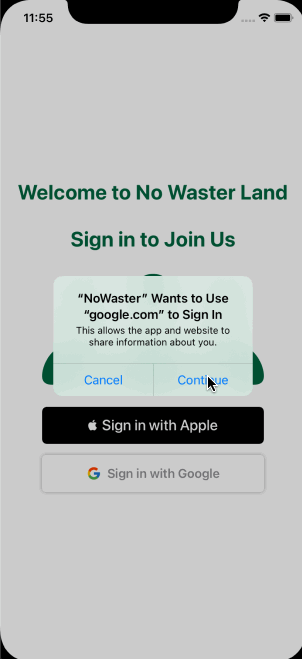 11:55
Welcome to No Waster Land
Sign in to Join Us
“NoWaster” Wants to Use
“google.com” to Sign In
This allows the app and website to
share information about you.
Cancel
Continue
Sign in with Apple
Sign in with Google